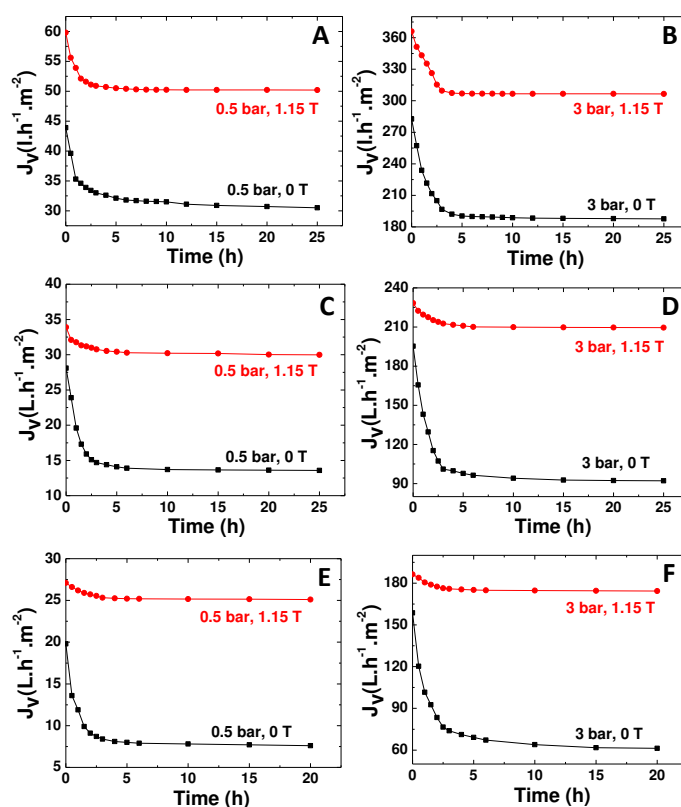 A
J_V(l.h⁻¹.m⁻²)
60
55
50
45
40
35
30
0.5 bar, 1.15 T
0.5 bar, 0 T
0 5 10 15 20 25
Time (h)
B
J_V(l.h⁻¹.m⁻²)
360
330
300
270
240
210
180
3 bar, 1.15 T
3 bar, 0 T
0 5 10 15 20 25
Time (h)
C
J_V(L.h⁻¹.m⁻²)
40
35
30
25
20
15
10
0.5 bar, 1.15 T
0.5 bar, 0 T
0 5 10 15 20 25
Time (h)
D
J_V(L.h⁻¹.m⁻²)
240
210
180
150
120
90
3 bar, 1.15 T
3 bar, 0 T
0 5 10 15 20 25
Time (h)
E
J_V(L.h⁻¹.m⁻²)
30
25
20
15
10
5
0.5 bar, 1.15 T
0.5 bar, 0 T
0 5 10 15 20
Time (h)
F
J_V(L.h⁻¹.m⁻²)
180
150
120
90
60
3 bar, 1.15 T
3 bar, 0 T
0 5 10 15 20
Time (h)